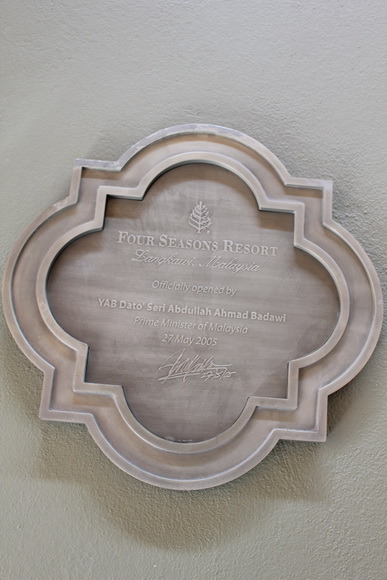 FOUR SEASONS RESORT
Langkawi, Malaysia
Officially opened by
YAB Dato' Seri Abdullah Ahmad Badawi
Prime Minister of Malaysia
27 May 2005